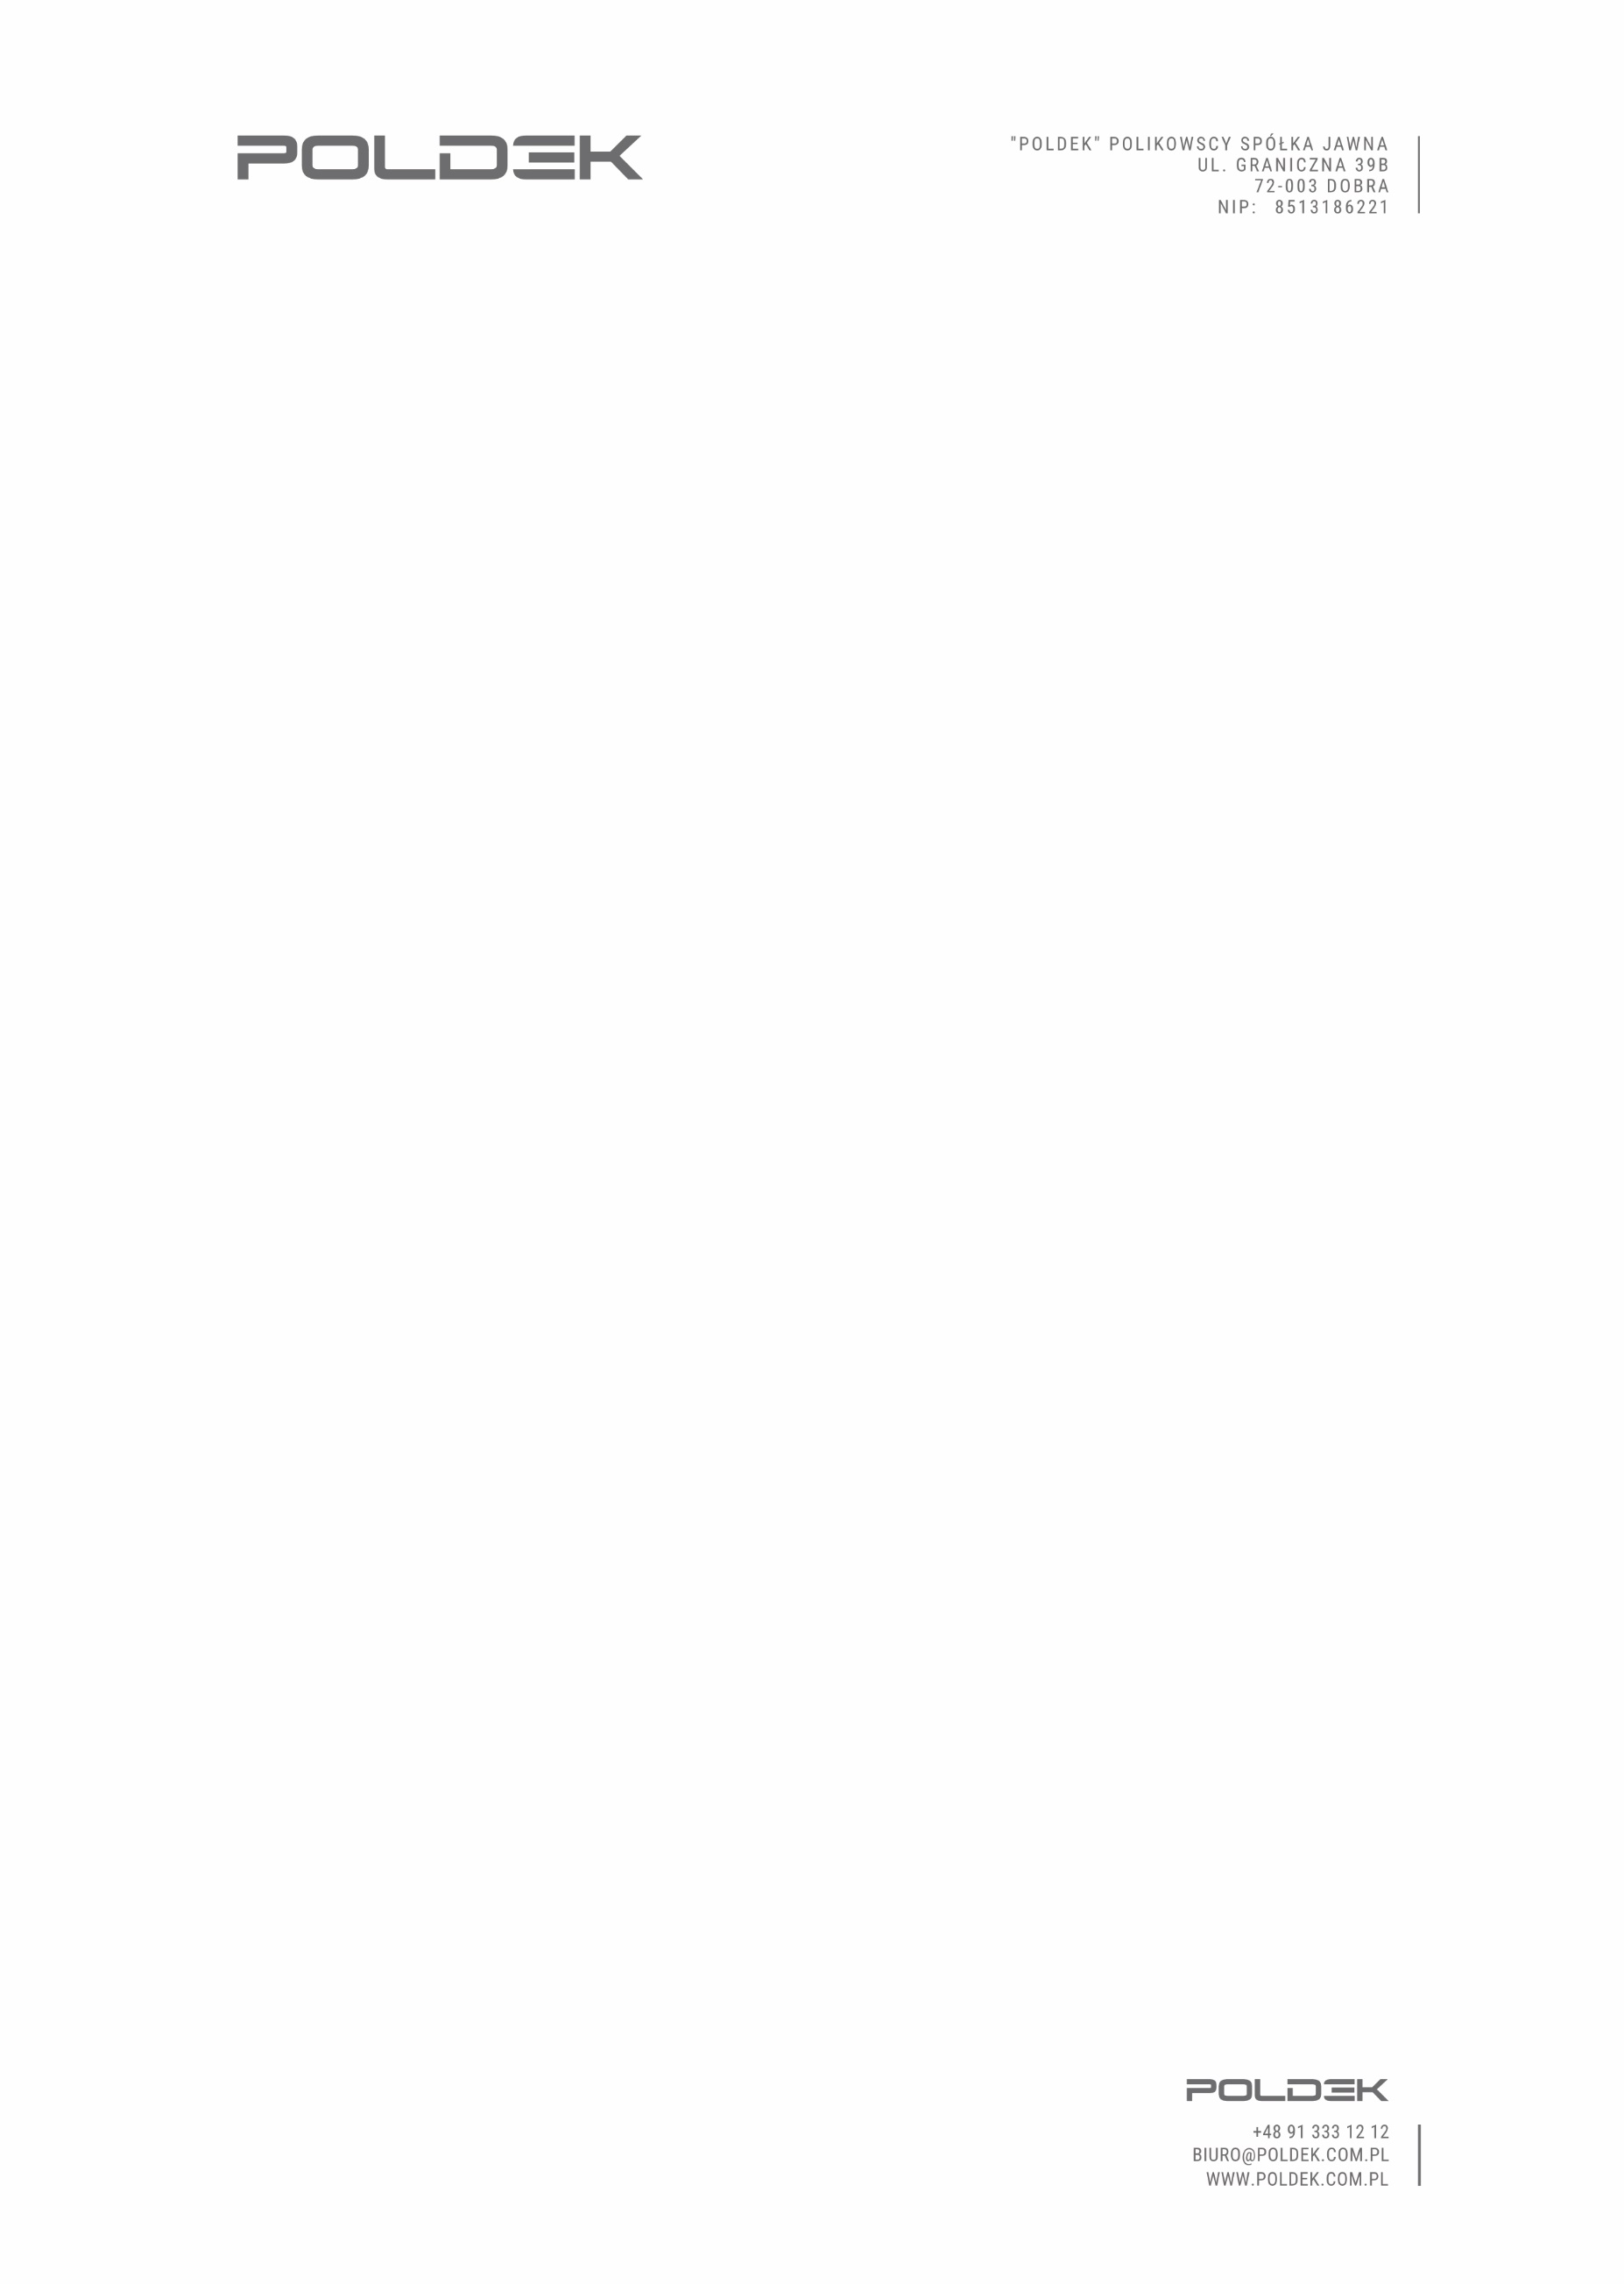 POLDEK
"POLDEK" POLIKOWSCY SPÓŁKA JAWNA
UL. GRANICZNA 39B
72-003 DOBRA
NIP: 8513186221
POLDEK
+48 91 333 12 12
BIURO@POLDEK.COM.PL
WWW.POLDEK.COM.PL